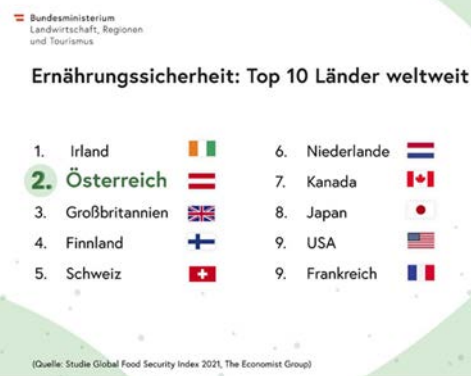 Bundesministerium
Landwirtschaft, Regionen
und Tourismus
Ernährungssicherheit: Top 10 Länder weltweit
1. Irland
2. Österreich
3. Großbritannien
4. Finnland
5. Schweiz
6. Niederlande
7. Kanada
8. Japan
9. USA
9. Frankreich
(Quelle: Studie Global Food Security Index 2021, The Economist Group)